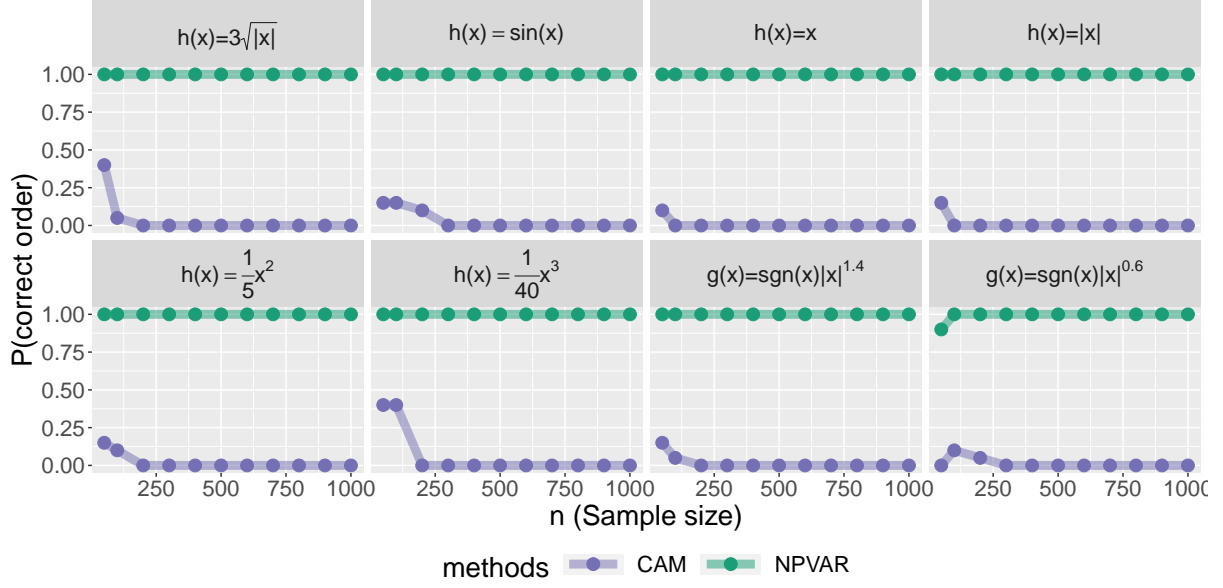 h(x)=3√|x|
h(x) = sin(x)
h(x)=x
h(x)=|x|
1.00
0.75
0.50
0.25
0.00
h(x) = 1/5 x²
h(x) = 1/40 x³
g(x)=sgn(x)|x|^1.4
g(x)=sgn(x)|x|^0.6
1.00
0.75
0.50
0.25
0.00
P(correct order)
250 500 750 1000 250 500 750 1000 250 500 750 1000 250 500 750 1000
n (Sample size)
methods CAM NPVAR